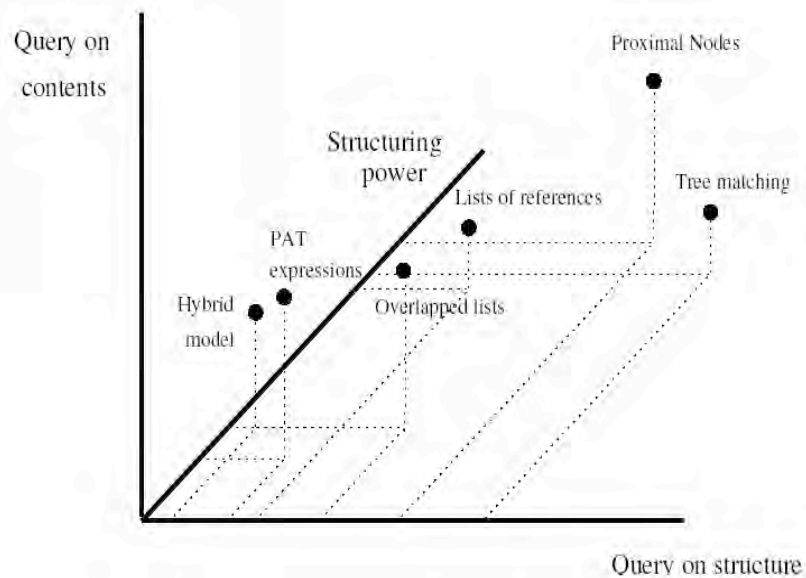 Query on
contents
Proximal Nodes
Structuring
power
Tree matching
Lists of references
PAT
expressions
Hybrid
model
Overlapped lists
Query on structure